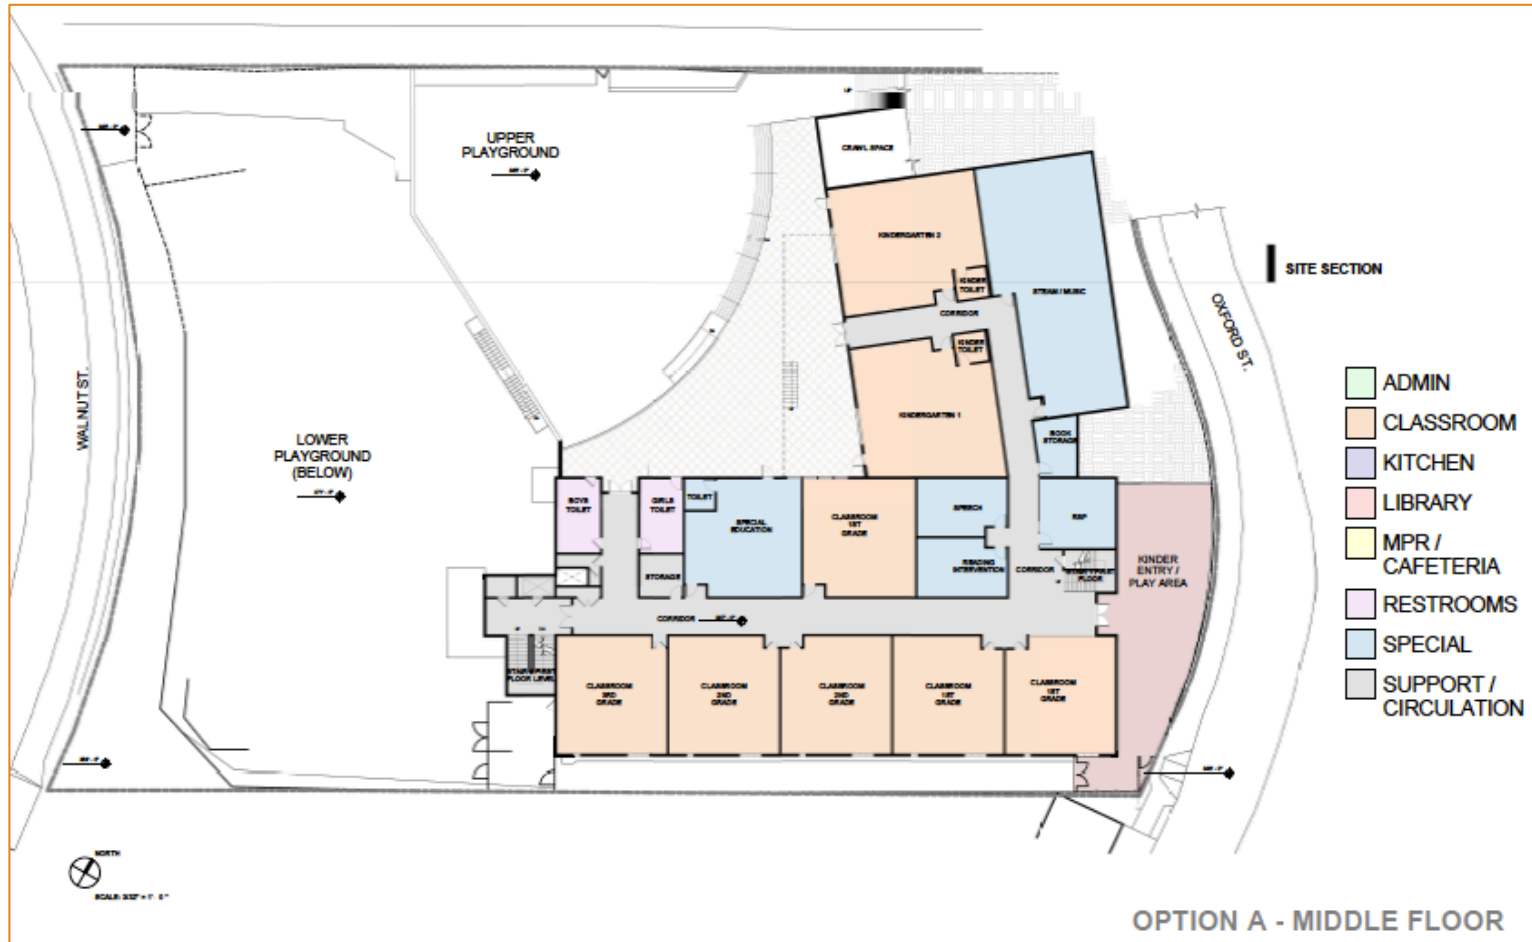 UPPER
PLAYGROUND
UP
CRAWL SPACE
KINDERGARTEN 2
KINDER
TOILET
STEAM / MUSIC
CORRIDOR
KINDER
TOILET
KINDERGARTEN 1
BOOK
STORAGE
SITE SECTION
OXFORD ST.
WALNUT ST.
LOWER
PLAYGROUND
(BELOW)
BOYS
TOILET
GIRLS
TOILET
TOILET
SPECIAL
EDUCATION
CLASSROOM
1ST
GRADE
SPEECH
RSP
READING
INTERVENTION
STORAGE
CORRIDOR
FLOOR
KINDER
ENTRY /
PLAY AREA
CORRIDOR
FLOOR LEVEL
CLASSROOM
3RD
GRADE
CLASSROOM
2ND
GRADE
CLASSROOM
2ND
GRADE
CLASSROOM
1ST
GRADE
CLASSROOM
1ST
GRADE
ADMIN
CLASSROOM
KITCHEN
LIBRARY
MPR /
CAFETERIA
RESTROOMS
SPECIAL
SUPPORT /
CIRCULATION
NORTH
OPTION A - MIDDLE FLOOR